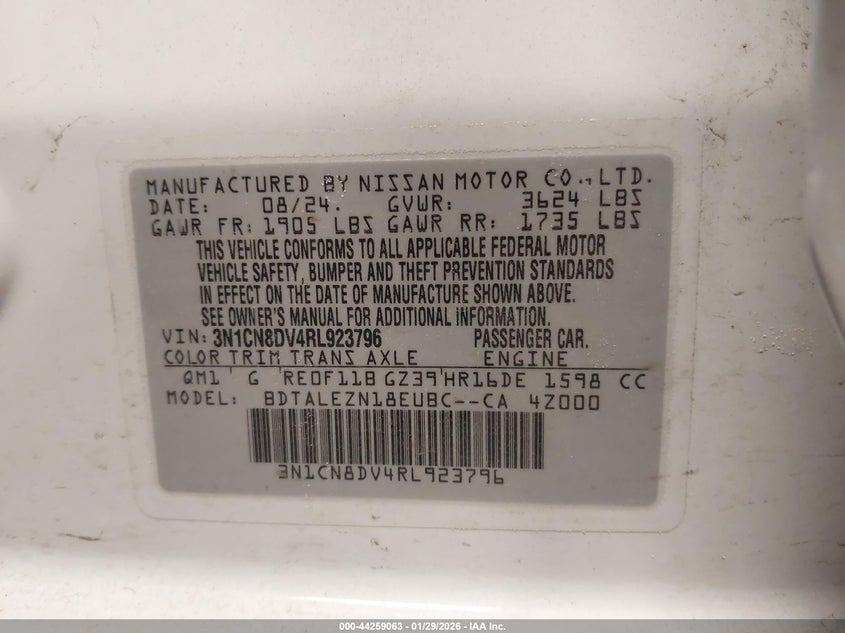 MANUFACTURED BY NISSAN MOTOR CO., LTD.
DATE: 08/24. GVWR: 3624 LBS
GAWR FR: 1905 LBS GAWR RR: 1735 LBS
THIS VEHICLE CONFORMS TO ALL APPLICABLE FEDERAL MOTOR
VEHICLE SAFETY, BUMPER AND THEFT PREVENTION STANDARDS
IN EFFECT ON THE DATE OF MANUFACTURE SHOWN ABOVE.
SEE OWNER'S MANUAL FOR ADDITIONAL INFORMATION.
VIN: 3N1CN8DV4RL923796 PASSENGER CAR.
COLOR TRIM TRANS AXLE ENGINE
QM1 G RE0F11B GZ39 HR16DE 1598 CC
MODEL: BDTALEZN18EUBC--CA 4Z000
3N1CN8DV4RL923796
000-44259063 - 01/29/2026 - IAA Inc.